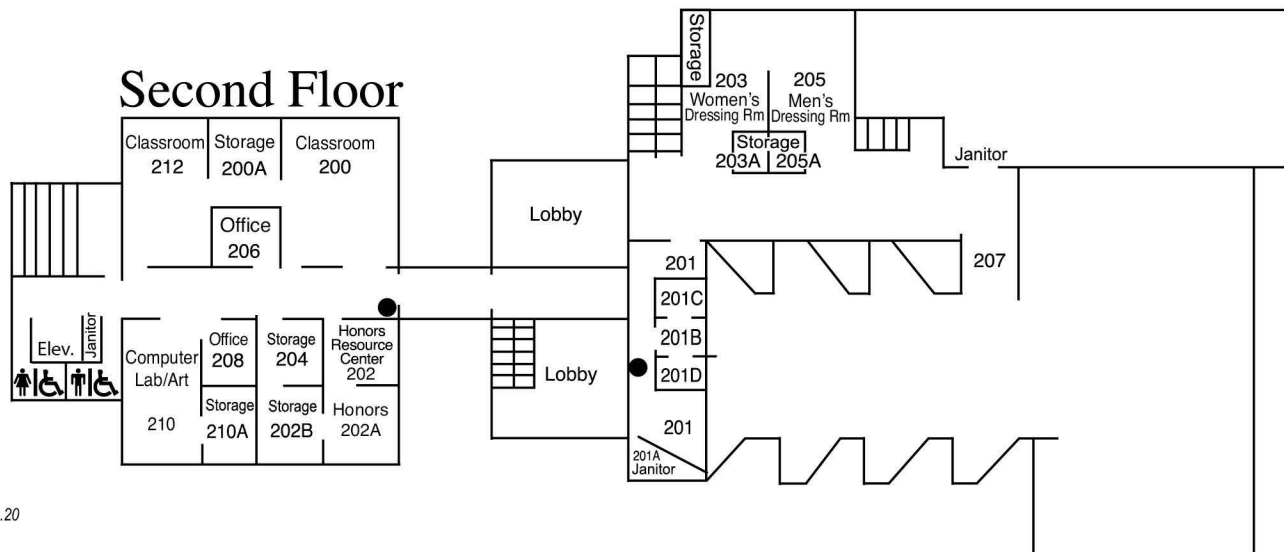 Second Floor
Storage
203
Women's
Dressing Rm
205
Men's
Dressing Rm
Storage
203A
205A
Janitor
Classroom
212
Storage
200A
Classroom
200
Office
206
Lobby
201
207
201C
201B
201D
201
201A
Janitor
Elev.
Janitor
Computer
Lab/Art
210
Office
208
Storage
204
Honors
Resource
Center
202
Storage
210A
Storage
202B
Honors
202A
Lobby
.20